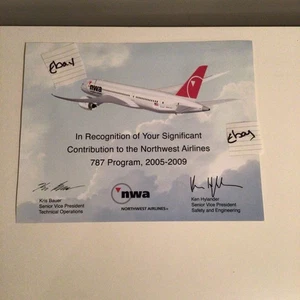 ebay
nwa
In Recognition of Your Significant
Contribution to the Northwest Airlines
787 Program, 2005-2009
ebay
nwa
NORTHWEST AIRLINES
Kris Bauer
Senior Vice President
Technical Operations
Ken Hylander
Senior Vice President
Safety and Engineering